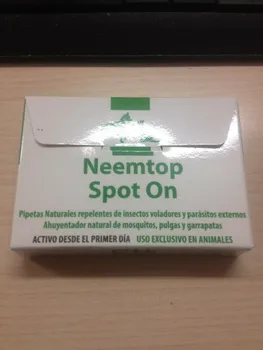 Neemtop
Spot On
Pipetas Naturales repelentes de insectos voladores y parásitos externos
Ahuyentador natural de mosquitos, pulgas y garrapatas
ACTIVO DESDE EL PRIMER DÍA USO EXCLUSIVO EN ANIMALES